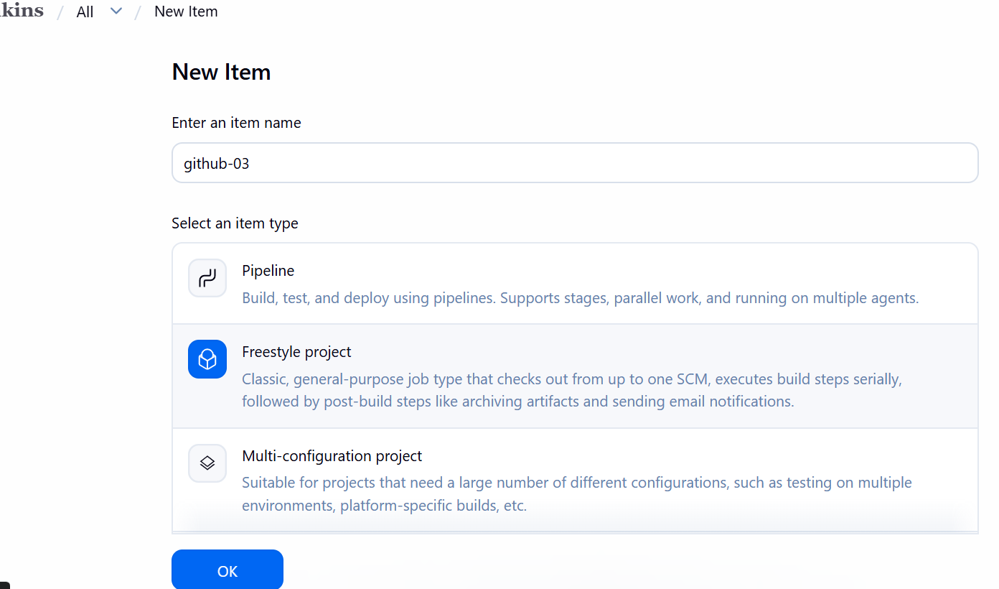 kins / All / New Item
New Item
Enter an item name
github-03
Select an item type
Pipeline
Build, test, and deploy using pipelines. Supports stages, parallel work, and running on multiple agents.
Freestyle project
Classic, general-purpose job type that checks out from up to one SCM, executes build steps serially,
followed by post-build steps like archiving artifacts and sending email notifications.
Multi-configuration project
Suitable for projects that need a large number of different configurations, such as testing on multiple
environments, platform-specific builds, etc.
OK